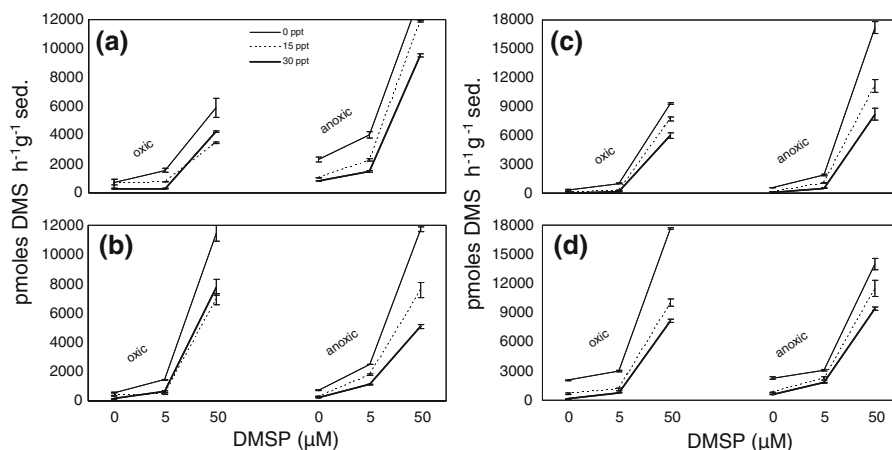 (a)
0 ppt
15 ppt
30 ppt
oxic
anoxic
12000
10000
8000
6000
4000
2000
0
(c)
oxic
anoxic
18000
15000
12000
9000
6000
3000
0
(b)
oxic
anoxic
12000
10000
8000
6000
4000
2000
0
0 5 50 0 5 50
DMSP (µM)
pmoles DMS h⁻¹g⁻¹ sed.
(d)
oxic
anoxic
18000
15000
12000
9000
6000
3000
0
0 5 50 0 5 50
DMSP (µM)
pmoles DMS h⁻¹g⁻¹ sed.